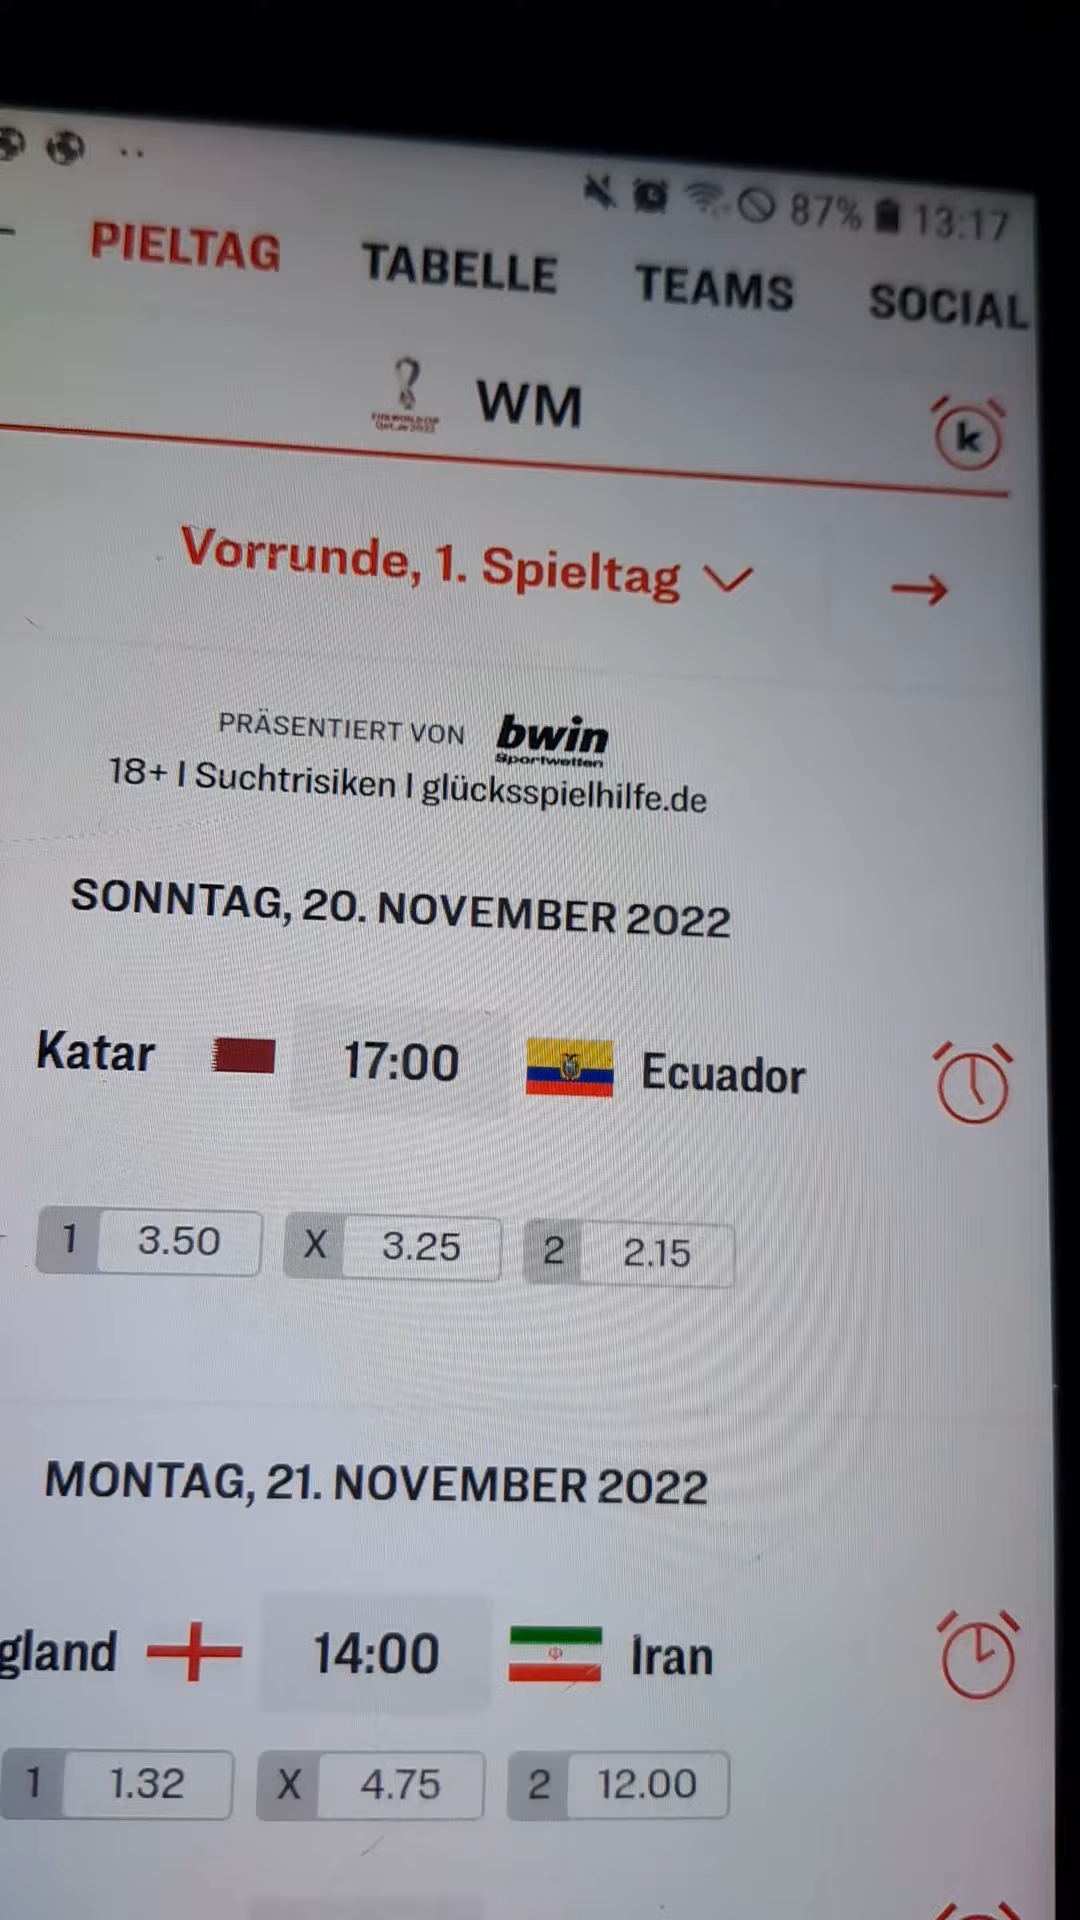 87% 13:17
PIELTAG TABELLE TEAMS SOCIAL
WM
k
Vorrunde, 1. Spieltag
PRÄSENTIERT VON bwin
Sportwetten
18+ I Suchtrisiken I glücksspielhilfe.de
SONNTAG, 20. NOVEMBER 2022
Katar 17:00 Ecuador
1 3.50 X 3.25 2 2.15
MONTAG, 21. NOVEMBER 2022
gland 14:00 Iran
1 1.32 X 4.75 2 12.00